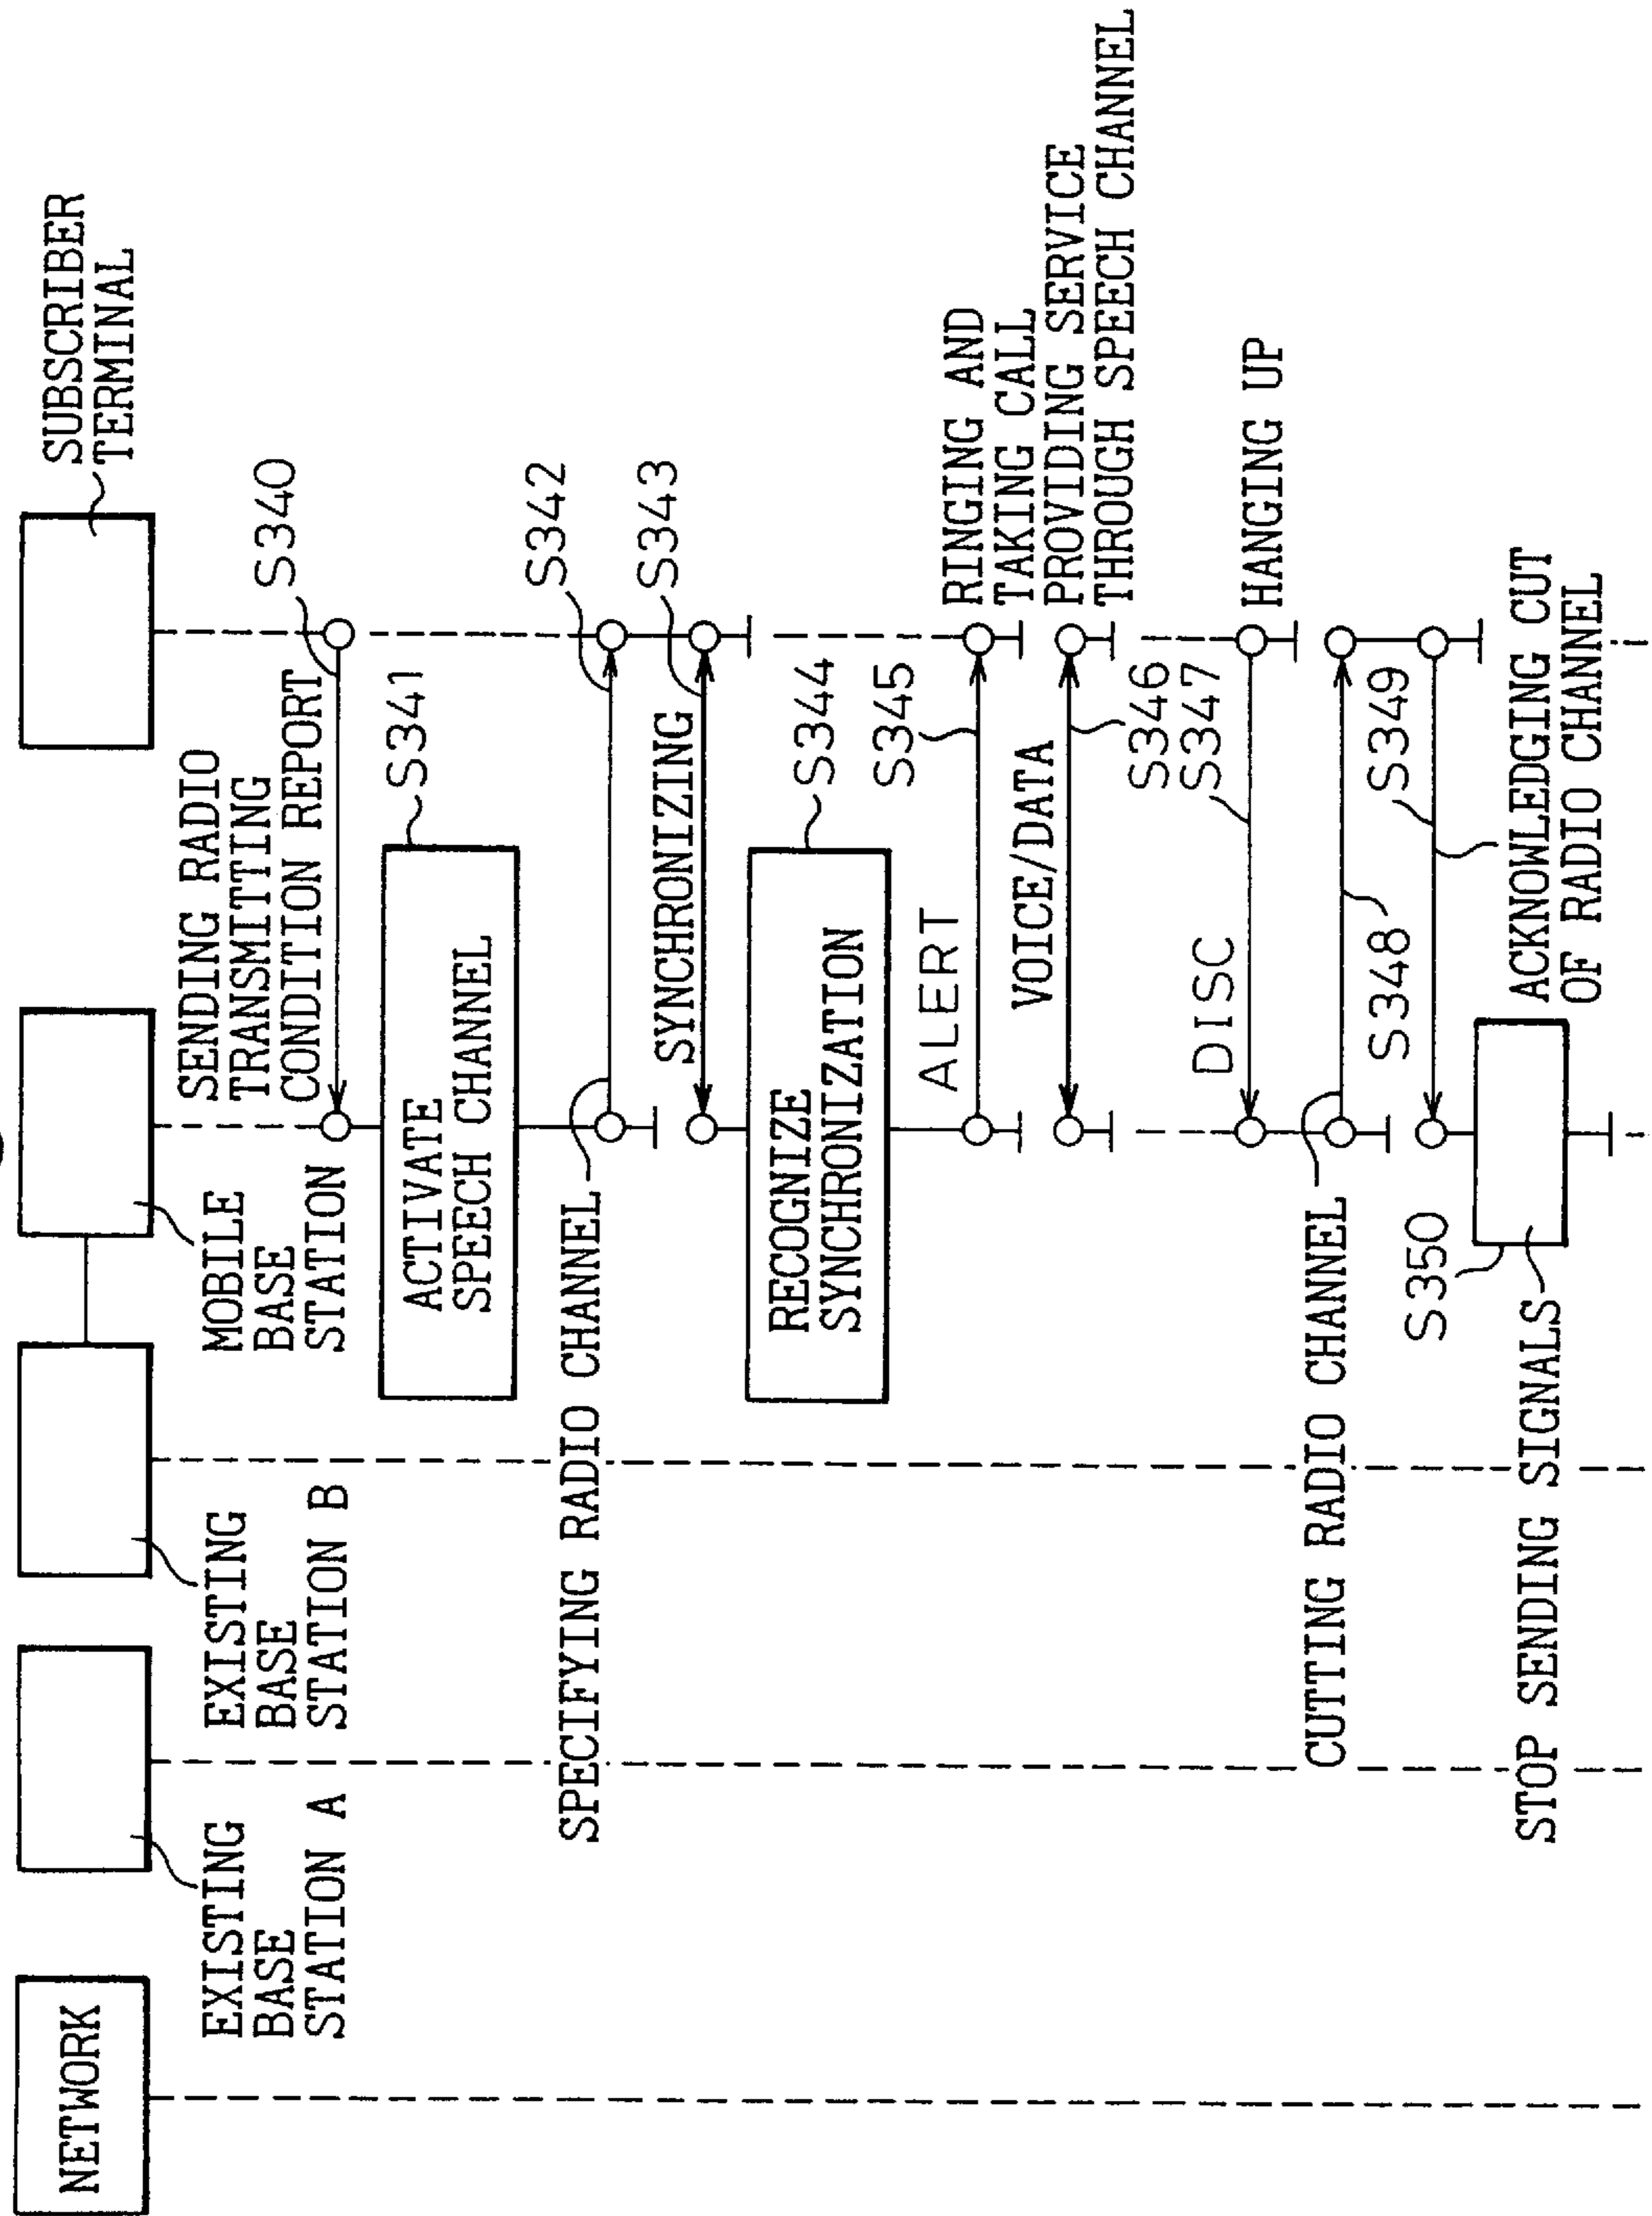 NETWORK
EXISTING
BASE
STATION A
EXISTING
BASE
STATION B
MOBILE
BASE
STATION
SUBSCRIBER
TERMINAL
SENDING RADIO
TRANSMITTING
CONDITION REPORT
S340
ACTIVATE
SPEECH CHANNEL
S341
SPECIFYING RADIO CHANNEL
S342
SYNCHRONIZING
S343
RECOGNIZE
SYNCHRONIZATION
S344
ALERT
S345
RINGING AND
TAKING CALL
VOICE/DATA
S346
PROVIDING SERVICE
THROUGH SPEECH CHANNEL
DISC
S347
HANGING UP
CUTTING RADIO CHANNEL
S348
S349
ACKNOWLEDGING CUT
OF RADIO CHANNEL
S350
STOP SENDING SIGNALS